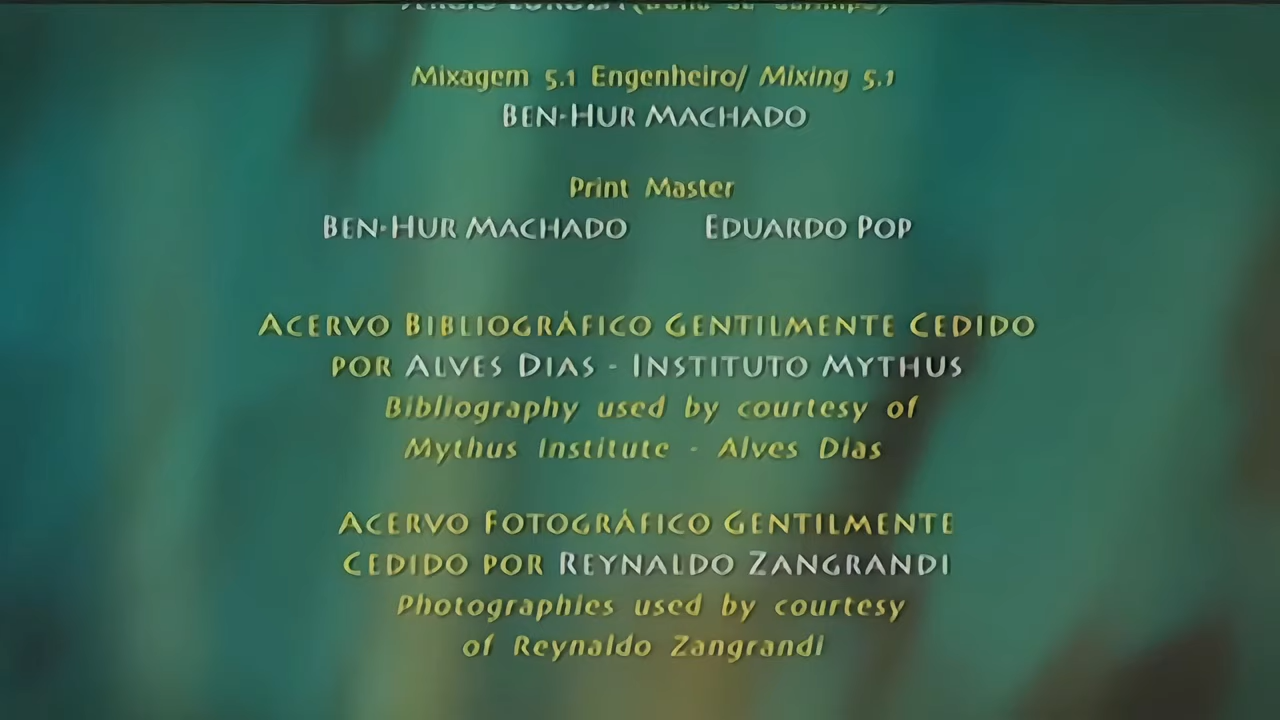 Mixagem 5.1 Engenheiro/ Mixing 5.1
BEN-HUR MACHADO
Print Master
BEN-HUR MACHADO EDUARDO POP
ACERVO BIBLIOGRÁFICO GENTILMENTE CEDIDO
POR ALVES DIAS - INSTITUTO MYTHUS
Bibliography used by courtesy of
Mythus Institute - Alves Dias
ACERVO FOTOGRÁFICO GENTILMENTE
CEDIDO POR REYNALDO ZANGRANDI
Photographies used by courtesy
of Reynaldo Zangrandi